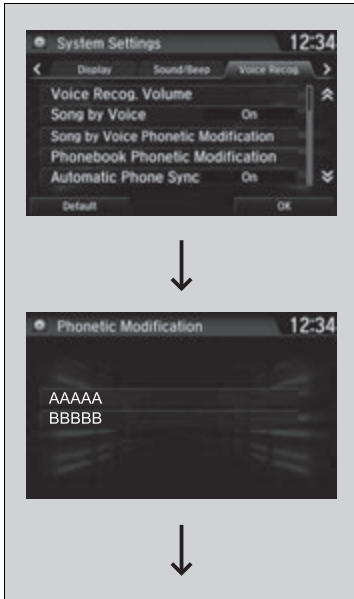 System Settings 12:34
Display Sound/Beep Voice Recog.
Voice Recog. Volume
Song by Voice On
Song by Voice Phonetic Modification
Phonebook Phonetic Modification
Automatic Phone Sync On
Default OK
Phonetic Modification 12:34
AAAAA
BBBBB